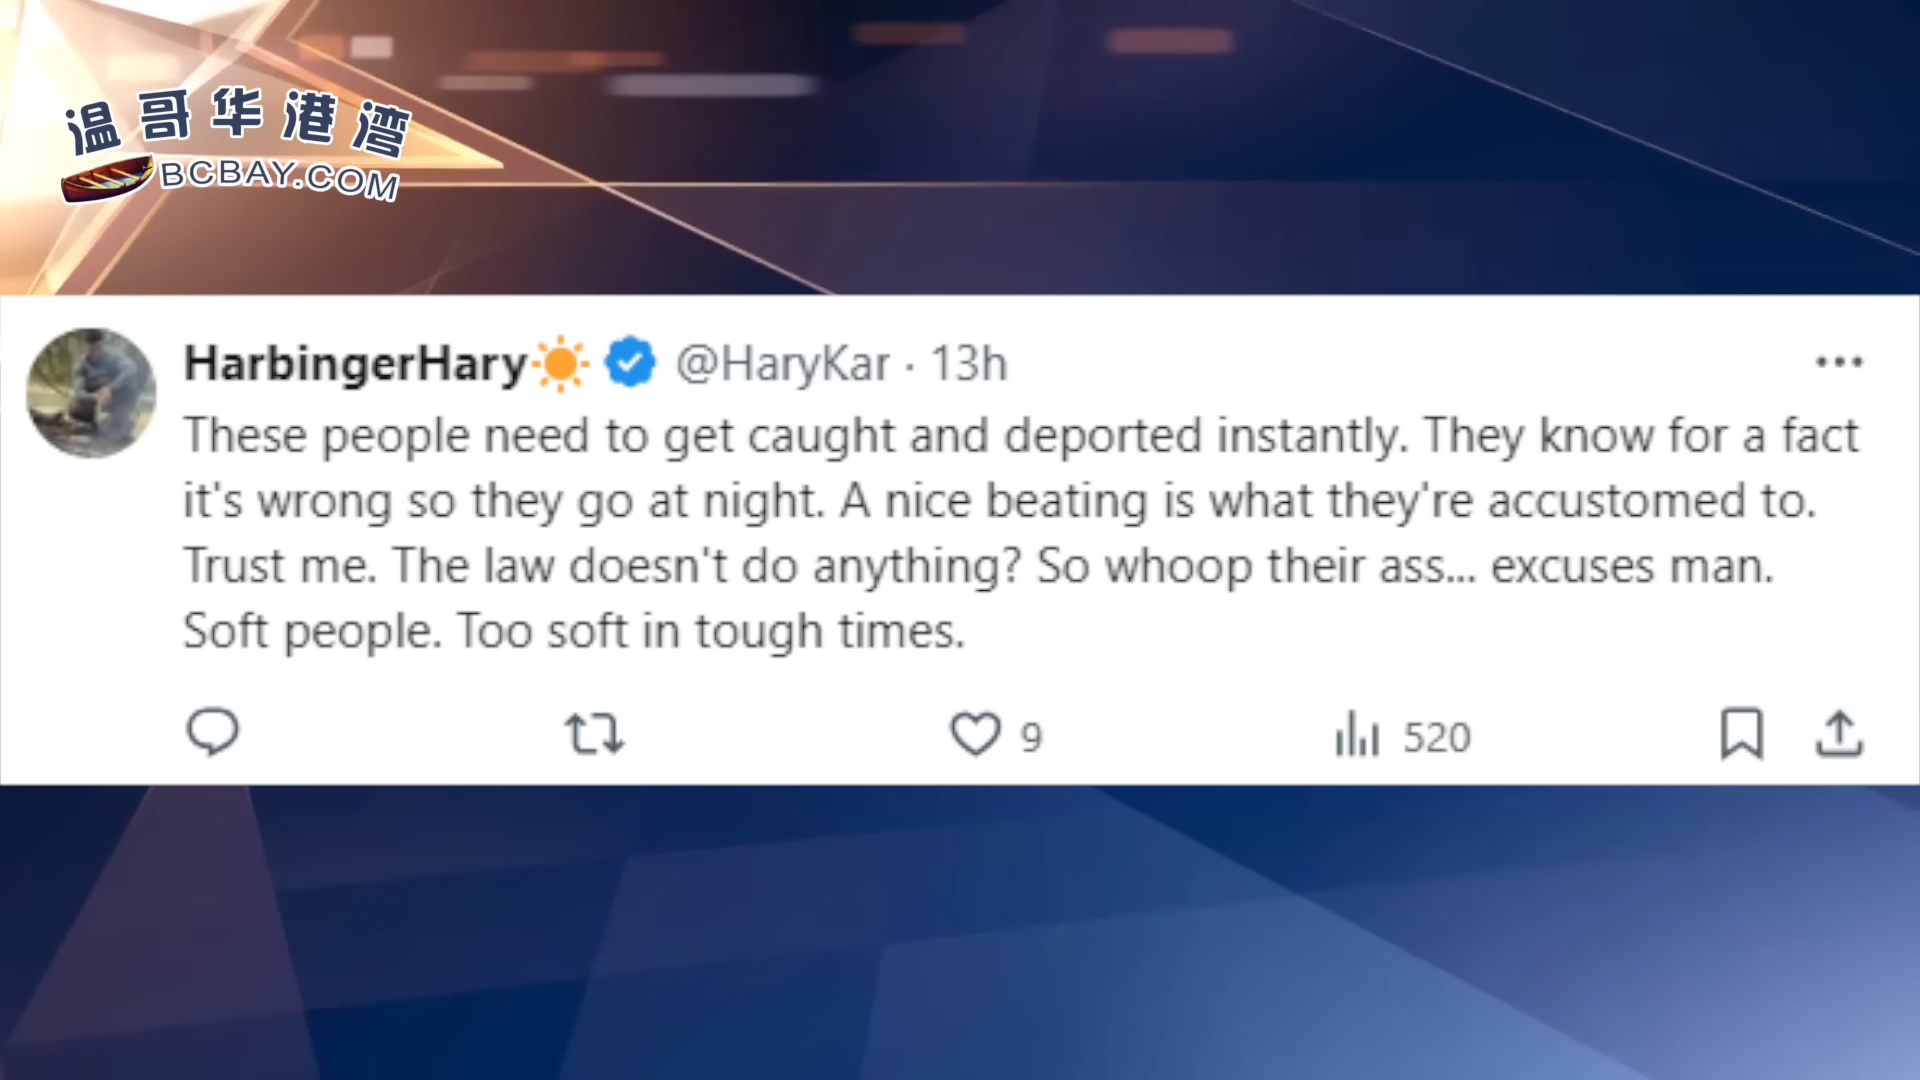 温哥华港湾
BCBAY.COM
HarbingerHary @HaryKar · 13h
These people need to get caught and deported instantly. They know for a fact
it's wrong so they go at night. A nice beating is what they're accustomed to.
Trust me. The law doesn't do anything? So whoop their ass... excuses man.
Soft people. Too soft in tough times.
9 520